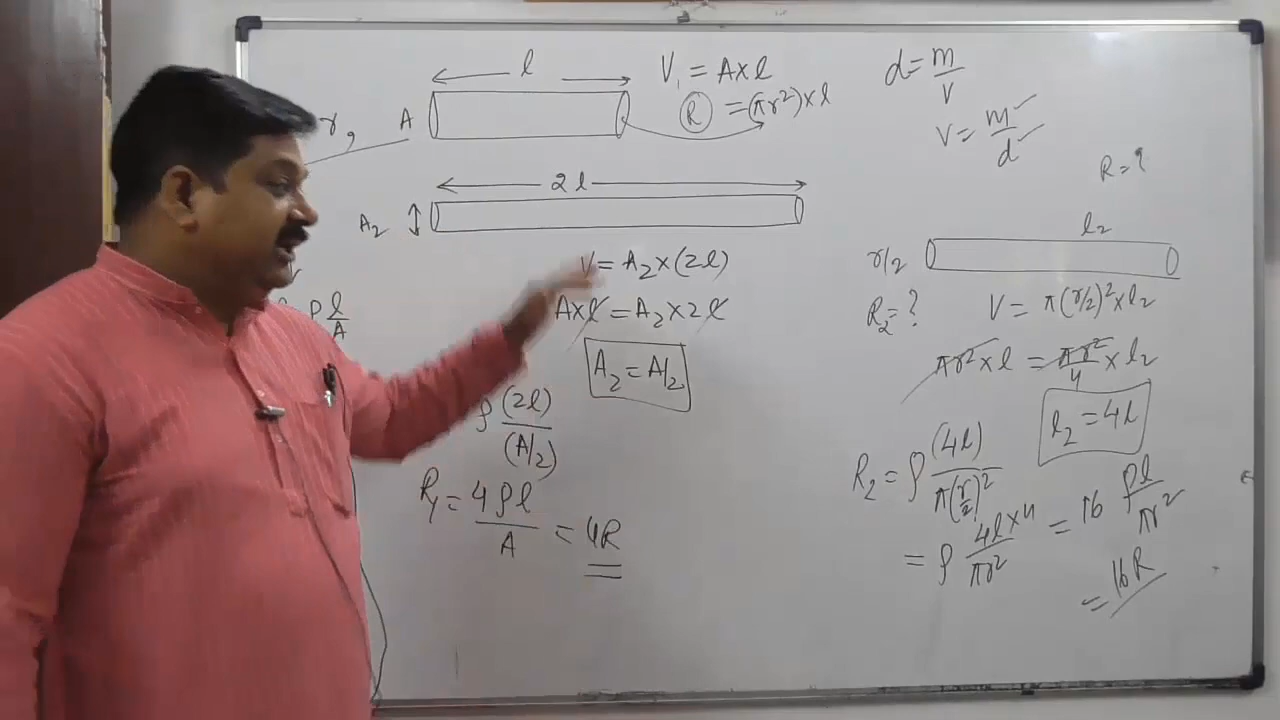 l
V₁ = A×l
r, A
R = (πr²)×l
2l
A₂
V = A₂×(2l)
A×l = A₂×2l
ρ l/A
A₂ = A/2
ρ (2l)/(A/2)
R₁ = 4ρl/A = 4R
d = m/v
v = m/d
R = ?
l₂
r/2
R₂ = ?
V = π(r/2)²×l₂
πr²×l = πr²/4 × l₂
l₂ = 4l
R₂ = ρ (4l)/π(r/2)²
= ρ 4l×4/πr² = 16 ρl/πr²
= 16R